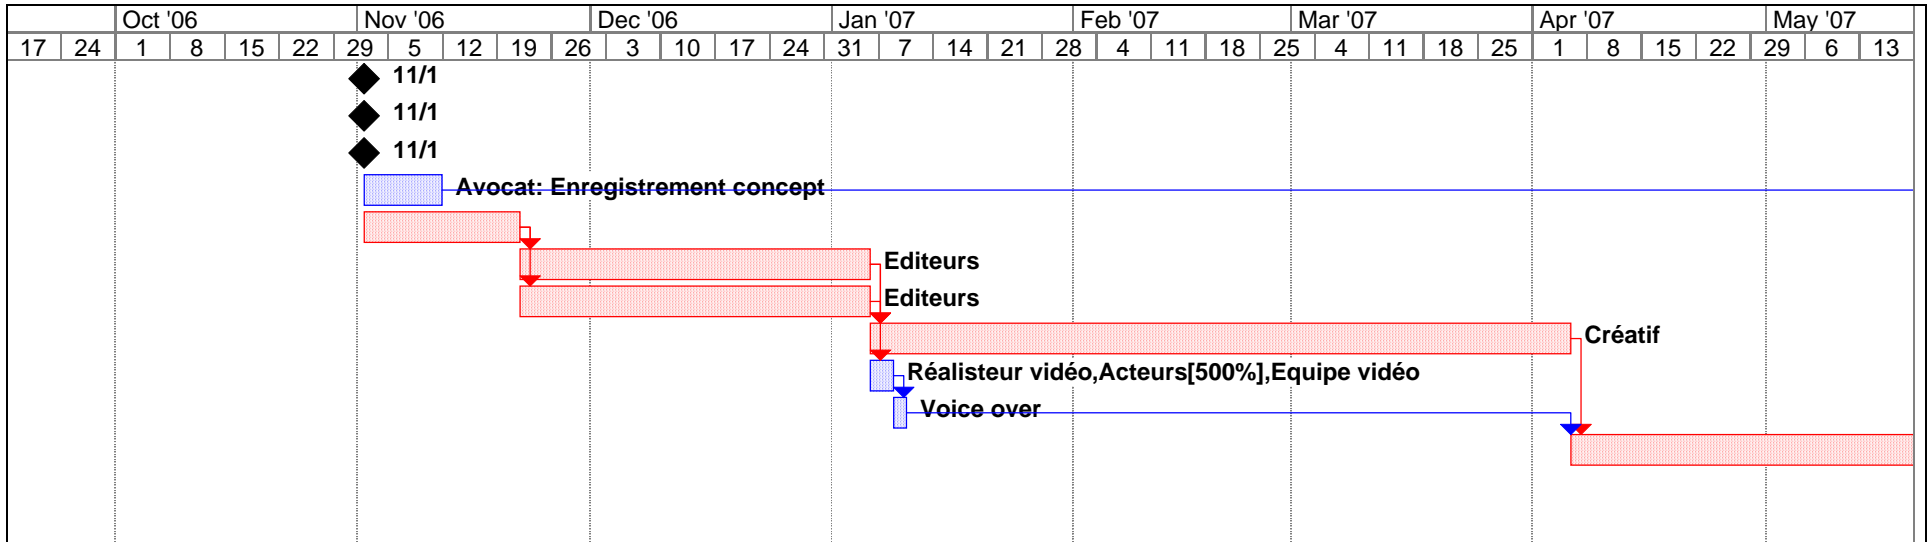 Oct '06 Nov '06 Dec '06 Jan '07 Feb '07 Mar '07 Apr '07 May '07
17 24 1 8 15 22 29 5 12 19 26 3 10 17 24 31 7 14 21 28 4 11 18 25 4 11 18 25 1 8 15 22 29 6 13
11/1
11/1
11/1
Avocat: Enregistrement concept
Editeurs
Editeurs
Créatif
Réalisteur vidéo,Acteurs[500%],Equipe vidéo
Voice over